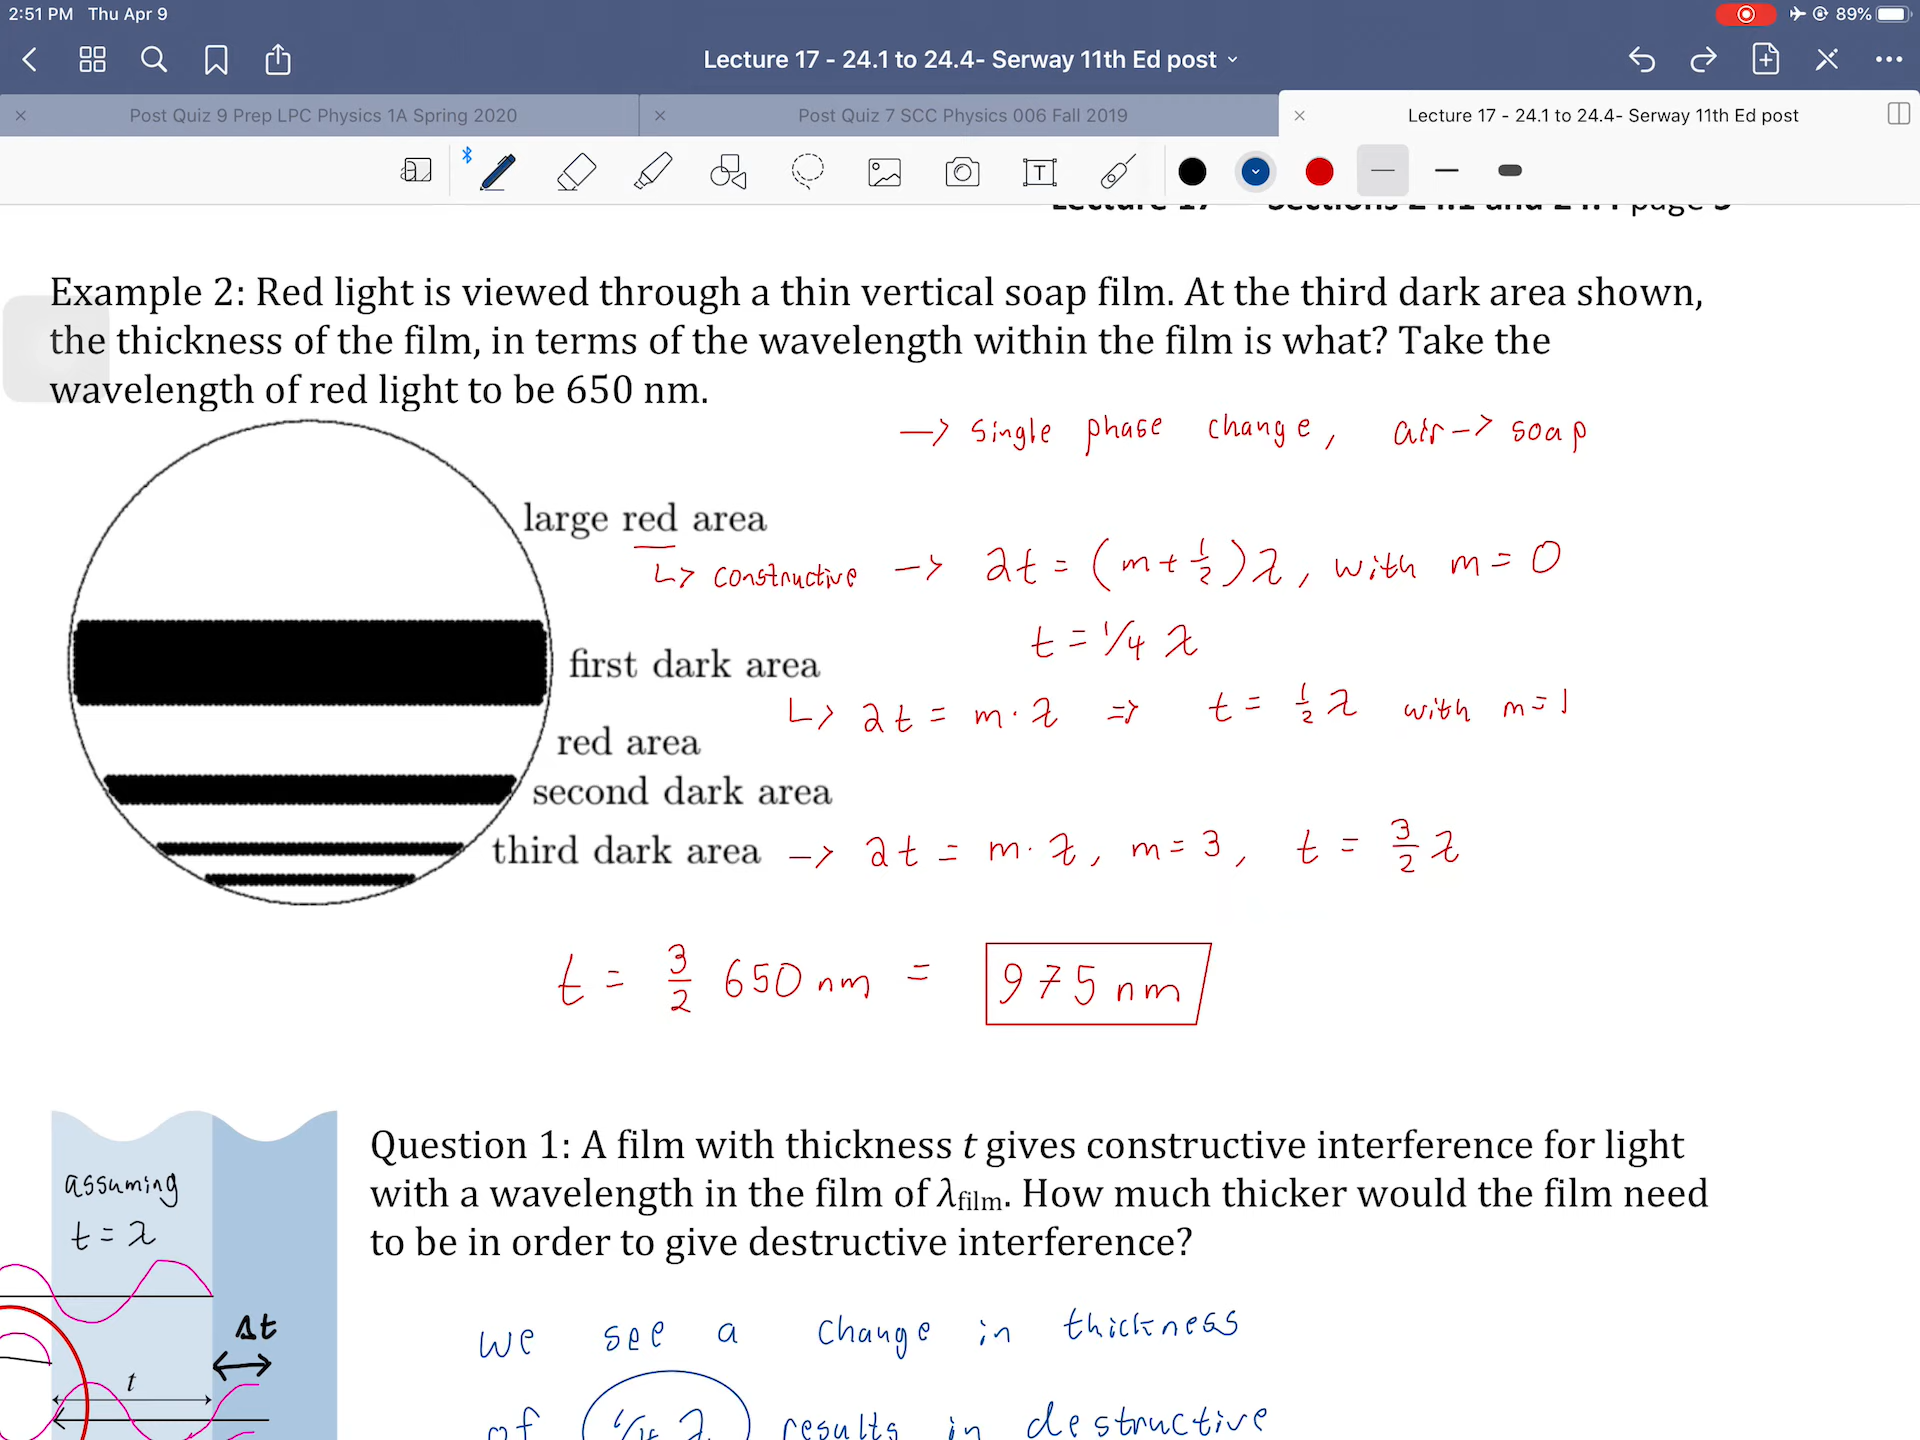 2:51 PM Thu Apr 9
89%
Lecture 17 - 24.1 to 24.4- Serway 11th Ed post
Post Quiz 9 Prep LPC Physics 1A Spring 2020
Post Quiz 7 SCC Physics 006 Fall 2019
Lecture 17 - 24.1 to 24.4- Serway 11th Ed post
T
Example 2: Red light is viewed through a thin vertical soap film. At the third dark area shown,
the thickness of the film, in terms of the wavelength within the film is what? Take the
wavelength of red light to be 650 nm.
→ single phase change, air → soap
large red area
↳ constructive → 2t = (m + 1/2) λ, with m = 0
t = 1/4 λ
first dark area
↳ 2t = m · λ ⇒ t = 1/2 λ with m = 1
red area
second dark area
third dark area → 2t = m · λ, m = 3, t = 3/2 λ
t = 3/2 650 nm = 975 nm
assuming
t = λ
Δt
t
Question 1: A film with thickness t gives constructive interference for light
with a wavelength in the film of λfilm. How much thicker would the film need
to be in order to give destructive interference?
we see a change in thickness
of λ results in destructive